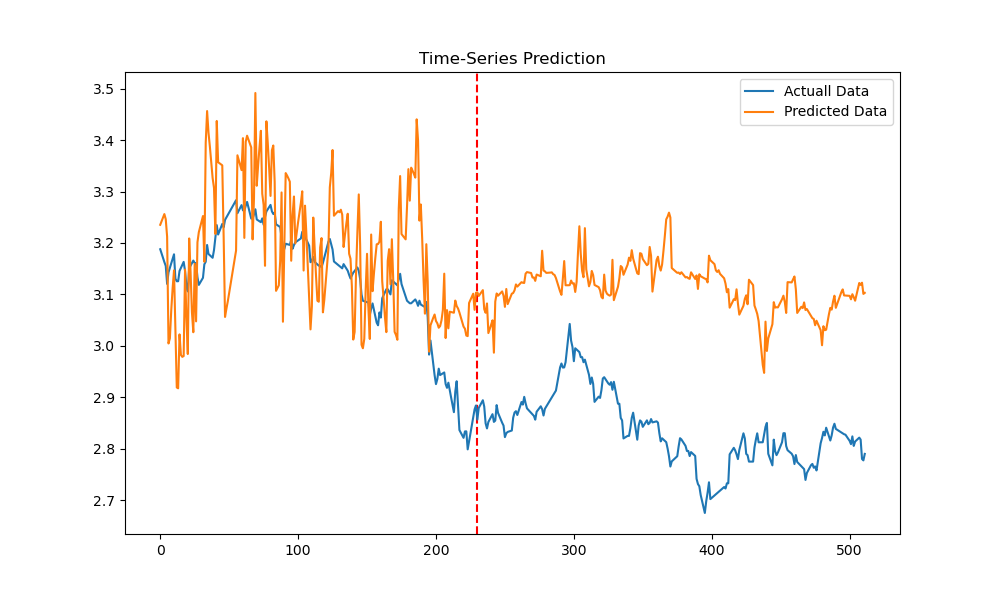 Time-Series Prediction
Actuall Data
Predicted Data
3.5
3.4
3.3
3.2
3.1
3.0
2.9
2.8
2.7
0 100 200 300 400 500